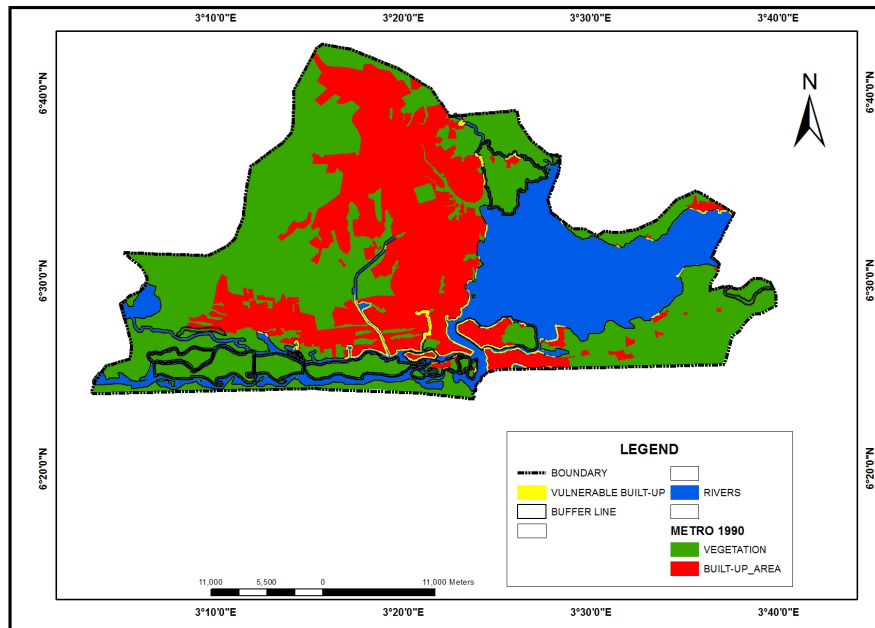 3°10'0"E 3°20'0"E 3°30'0"E 3°40'0"E
6°40'0"N 6°40'0"N
N
6°30'0"N 6°30'0"N
6°20'0"N 6°20'0"N
LEGEND
BOUNDARY
VULNERABLE BUILT-UP RIVERS
BUFFER LINE
METRO 1990
VEGETATION
BUILT-UP_AREA
11,000 5,500 0 11,000 Meters
3°10'0"E 3°20'0"E 3°30'0"E 3°40'0"E